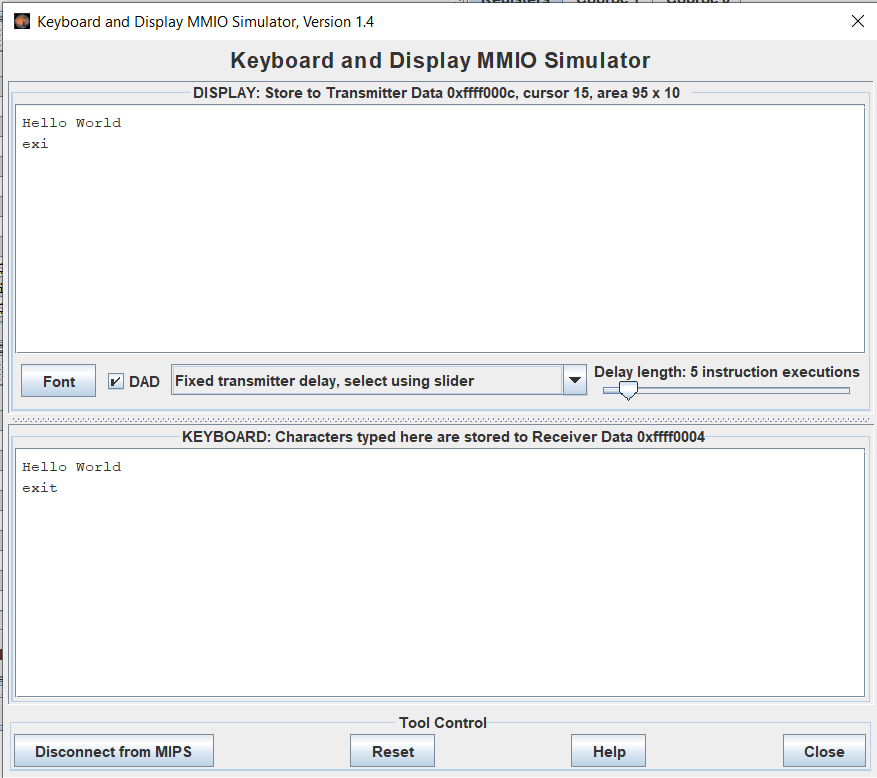 Keyboard and Display MMIO Simulator, Version 1.4
Keyboard and Display MMIO Simulator
DISPLAY: Store to Transmitter Data 0xffff000c, cursor 15, area 95 x 10
Hello World
exi
Font
DAD
Fixed transmitter delay, select using slider
Delay length: 5 instruction executions
KEYBOARD: Characters typed here are stored to Receiver Data 0xffff0004
Hello World
exit
Tool Control
Disconnect from MIPS
Reset
Help
Close